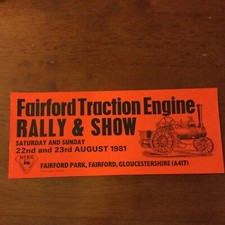 Fairford Traction Engine
RALLY & SHOW
SATURDAY AND SUNDAY
22nd and 23rd AUGUST 1981
FAIRFORD PARK, FAIRFORD, GLOUCESTERSHIRE (A417)